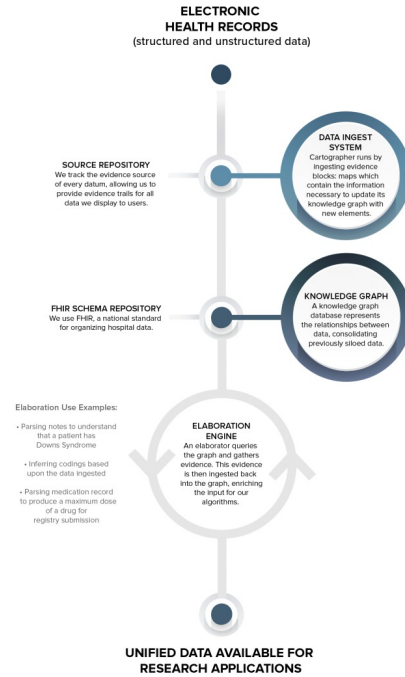 ELECTRONIC
HEALTH RECORDS
(structured and unstructured data)
DATA INGEST
SYSTEM
Cartographer runs by
ingesting evidence
blocks: maps which
contain the information
necessary to update its
knowledge graph with
new elements.
SOURCE REPOSITORY
We track the evidence source
of every datum, allowing us to
provide evidence trails for all
data we display to users.
KNOWLEDGE GRAPH
A knowledge graph
database represents
the relationships between
data, consolidating
previously siloed data.
FHIR SCHEMA REPOSITORY
We use FHIR, a national standard
for organizing hospital data.
Elaboration Use Examples:
• Parsing notes to understand
that a patient has
Downs Syndrome
• Inferring codings based
upon the data ingested
• Parsing medication record
to produce a maximum dose
of a drug for
registry submission
ELABORATION
ENGINE
An elaborator queries
the graph and gathers
evidence. This evidence
is then ingested back
into the graph, enriching
the input for our
algorithms.
UNIFIED DATA AVAILABLE FOR
RESEARCH APPLICATIONS